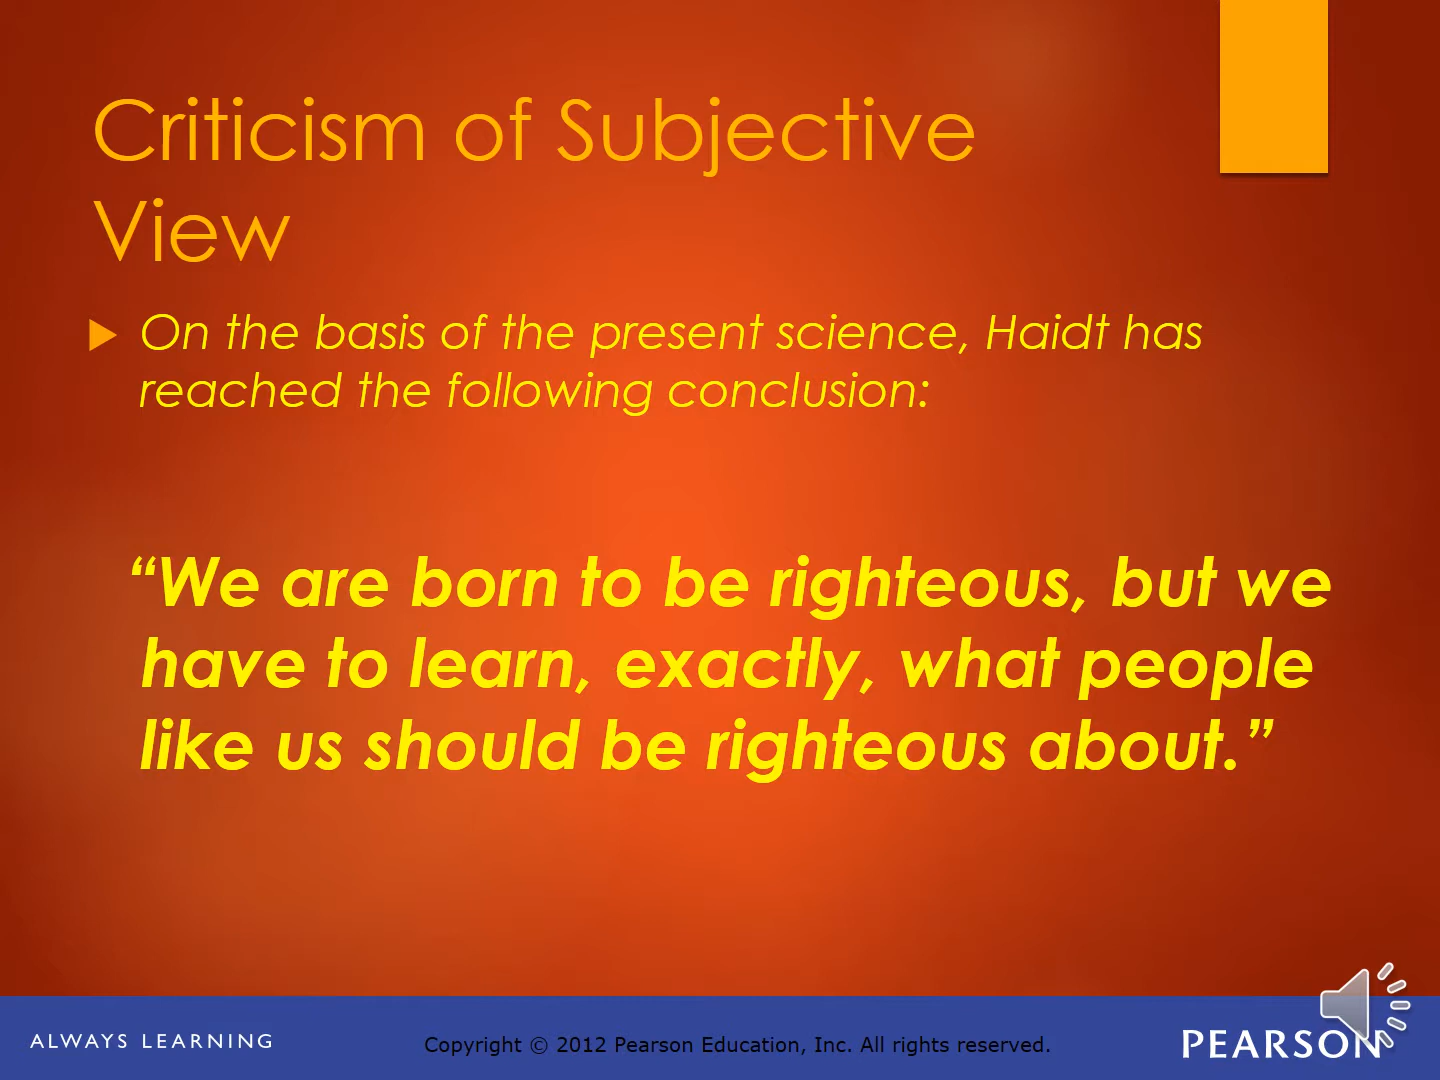 Criticism of Subjective
View
On the basis of the present science, Haidt has
reached the following conclusion:
“We are born to be righteous, but we
have to learn, exactly, what people
like us should be righteous about.”
ALWAYS LEARNING
Copyright © 2012 Pearson Education, Inc. All rights reserved.
PEARSON